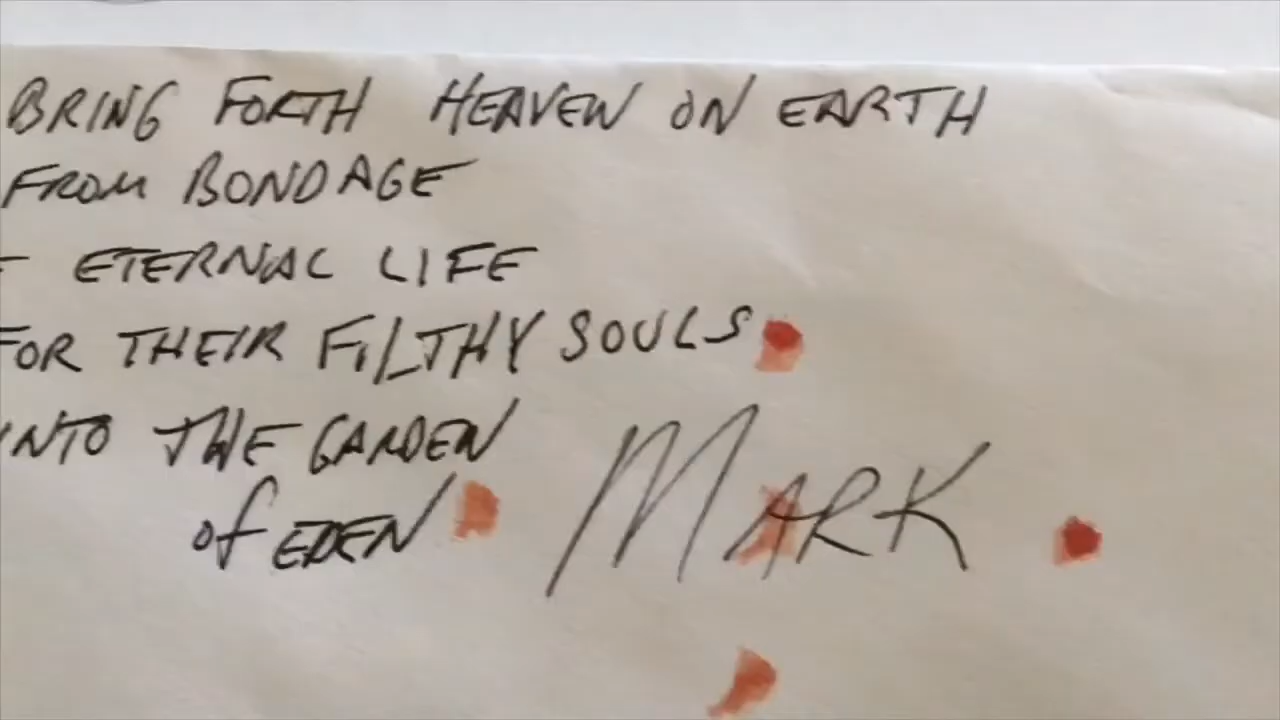 BRING FORTH HEAVEN ON EARTH
FROM BONDAGE
ETERNAL LIFE
FOR THEIR FILTHY SOULS
INTO THE GARDEN
of EDEN
MARK